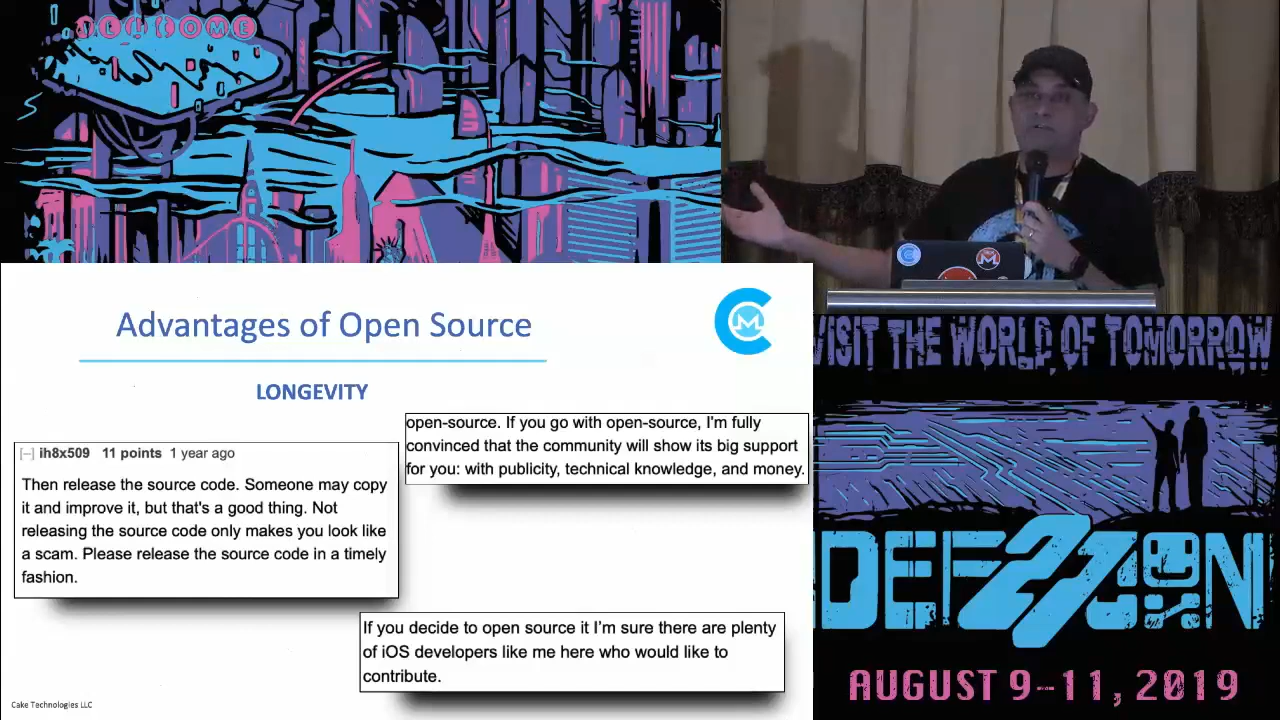 WELCOME
Advantages of Open Source
LONGEVITY
open-source. If you go with open-source, I'm fully
convinced that the community will show its big support
for you: with publicity, technical knowledge, and money.
[–] ih8x509 11 points 1 year ago
Then release the source code. Someone may copy
it and improve it, but that's a good thing. Not
releasing the source code only makes you look like
a scam. Please release the source code in a timely
fashion.
If you decide to open source it I'm sure there are plenty
of iOS developers like me here who would like to
contribute.
Cake Technologies LLC
VISIT THE WORLD OF TOMORROW
DEF 27 CON
AUGUST 9-11, 2019